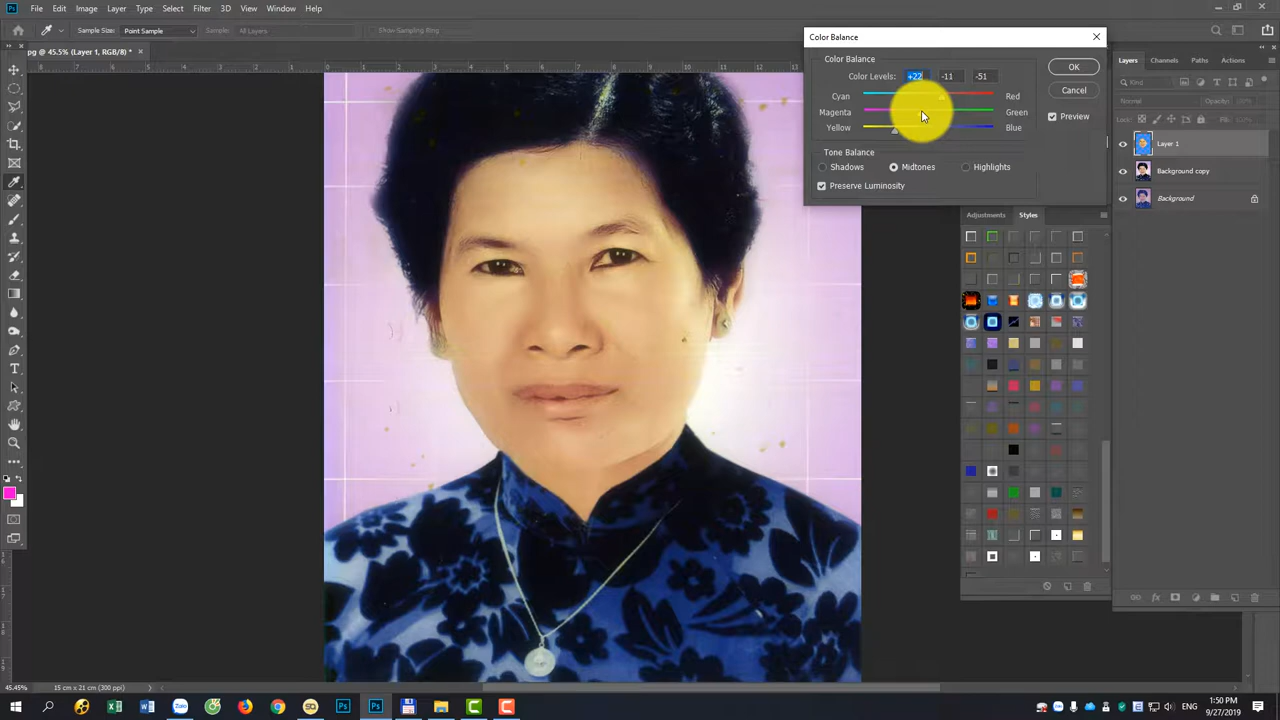 File Edit Image Layer Type Select Filter 3D View Window Help
Sample Size: Point Sample Sample: All Layers Show Sampling Ring
pg @ 45.5% (Layer 1, RGB/8) * ×
Color Balance
Color Balance
Color Levels: +22 -11 -51
Cyan Red
Magenta Green
Yellow Blue
Tone Balance
Shadows Midtones Highlights
Preserve Luminosity
OK
Cancel
Preview
Layers Channels Paths Actions
Kind
Normal Opacity: 100%
Lock:
Layer 1
Background copy
Background
Adjustments Styles
45.45% 15 cm x 21 cm (300 ppi)
Zalo
1:50 PM
9/27/2019